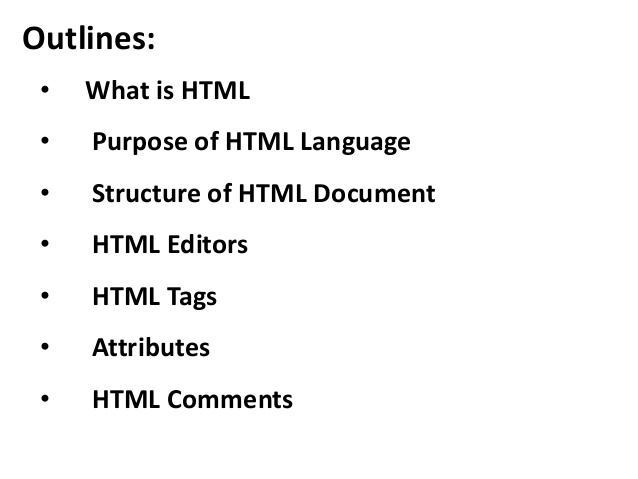 Outlines:
• What is HTML
• Purpose of HTML Language
• Structure of HTML Document
• HTML Editors
• HTML Tags
• Attributes
• HTML Comments